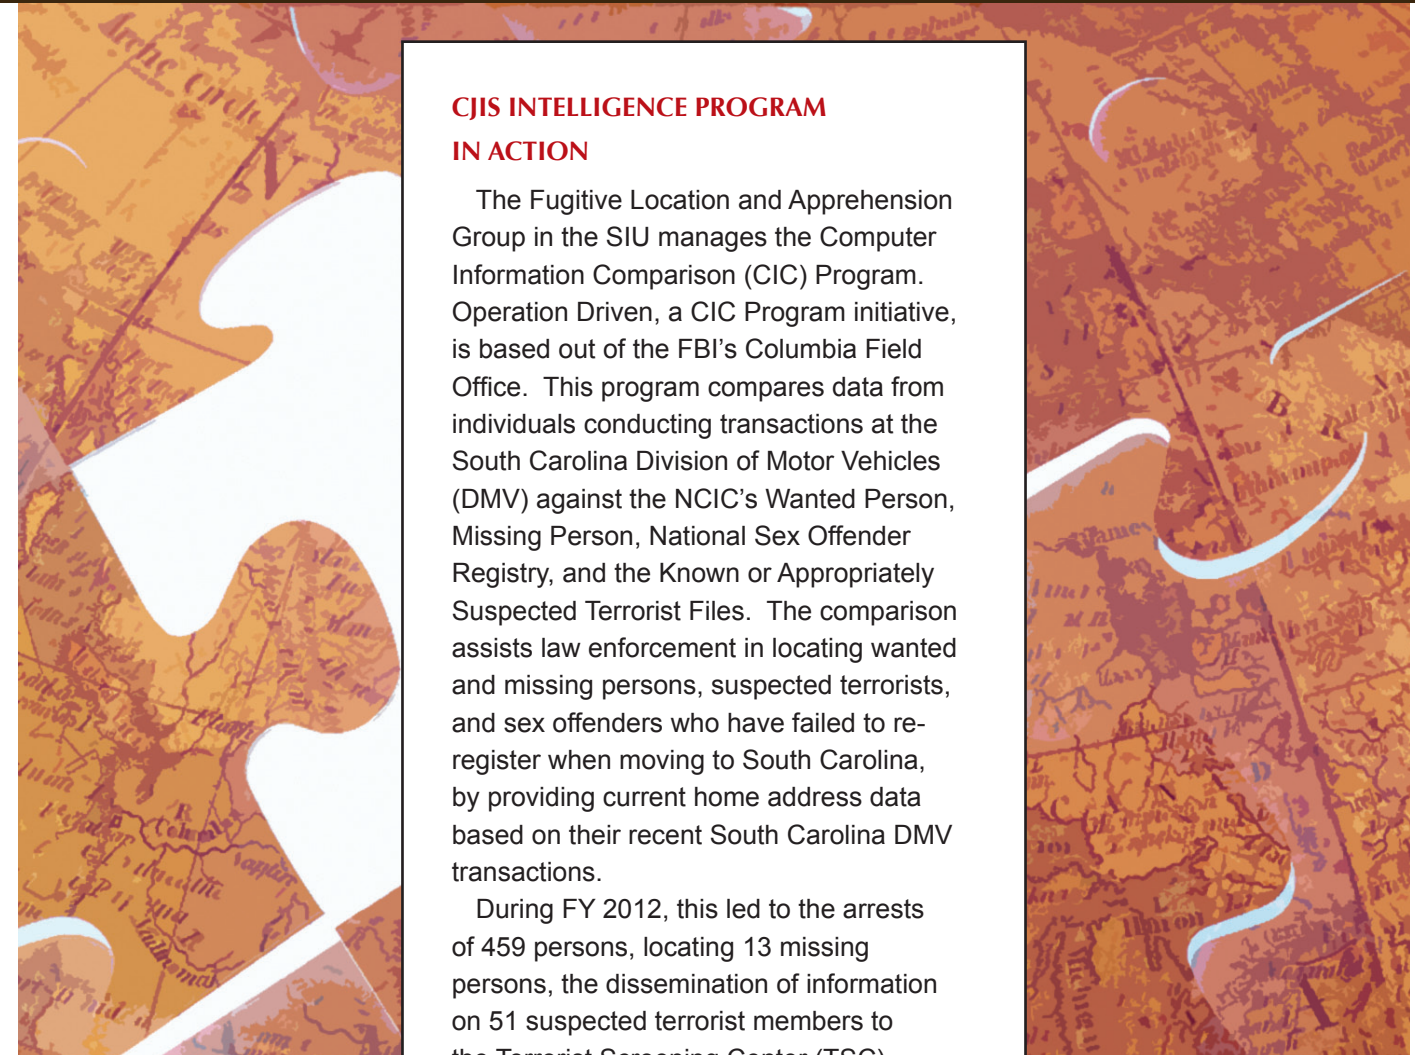 CJIS INTELLIGENCE PROGRAM
IN ACTION
The Fugitive Location and Apprehension
Group in the SIU manages the Computer
Information Comparison (CIC) Program.
Operation Driven, a CIC Program initiative,
is based out of the FBI’s Columbia Field
Office.  This program compares data from
individuals conducting transactions at the
South Carolina Division of Motor Vehicles
(DMV) against the NCIC’s Wanted Person,
Missing Person, National Sex Offender
Registry, and the Known or Appropriately
Suspected Terrorist Files.  The comparison
assists law enforcement in locating wanted
and missing persons, suspected terrorists,
and sex offenders who have failed to re-
register when moving to South Carolina,
by providing current home address data
based on their recent South Carolina DMV
transactions.
During FY 2012, this led to the arrests
of 459 persons, locating 13 missing
persons, the dissemination of information
on 51 suspected terrorist members to
the Terrorist Screening Center (TSC)